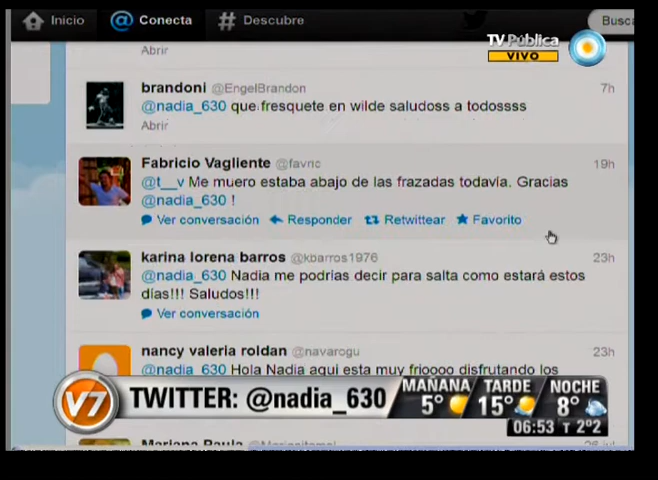 Inicio @ Conecta # Descubre Busca
TV Pública
VIVO
Abrir
brandoni @EngelBrandon 7h
@nadia_630 que fresquete en wilde saludoss a todossss
Abrir
Fabricio Vagliente @favric 19h
@t__v Me muero estaba abajo de las frazadas todavía. Gracias
@nadia_630 !
Ver conversación Responder Retwittear Favorito
karina lorena barros @kbarros1976 23h
@nadia_630 Nadia me podrias decir para salta como estará estos
días!!! Saludos!!!
Ver conversación
nancy valeria roldan @navarogu 23h
@nadia_630 Hola Nadia aqui esta muy frioooo disfrutando los
V7
TWITTER: @nadia_630
MAÑANA TARDE NOCHE
5° 15° 8°
06:53 T 2°2
Mariana Paula